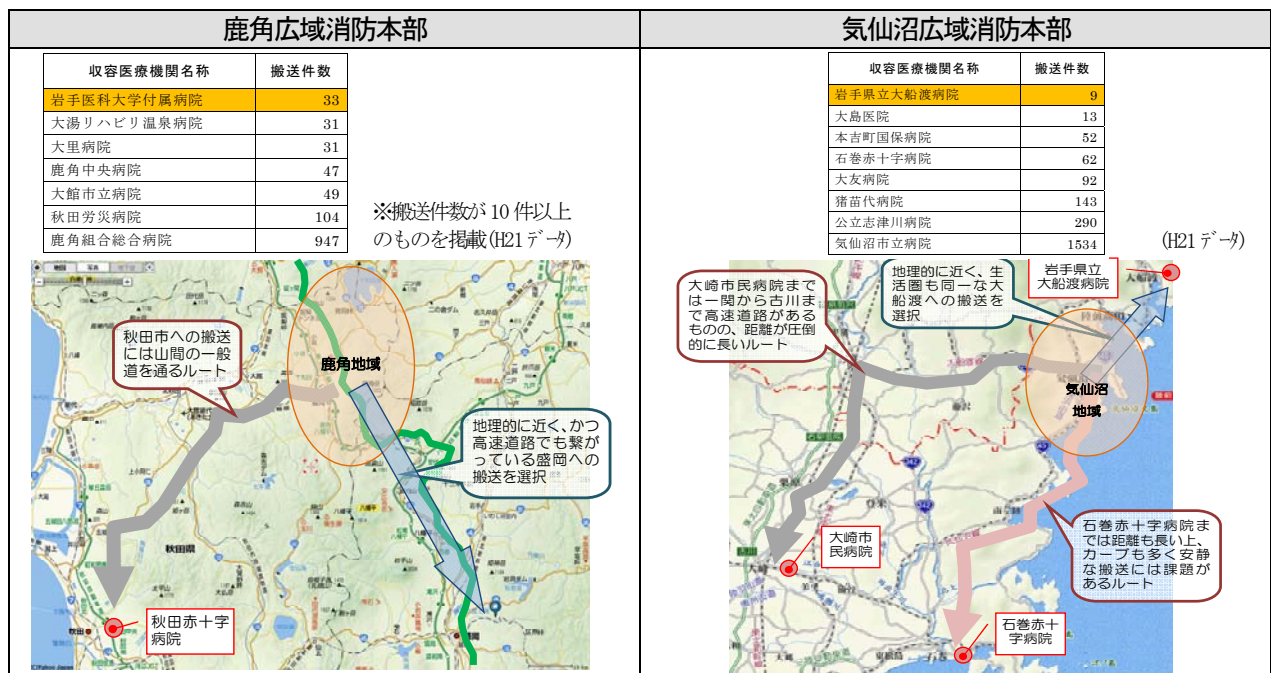 鹿角広域消防本部
収容医療機関名称 搬送件数
岩手医科大学付属病院 33
大湯リハビリ温泉病院 31
大里病院 31
鹿角中央病院 47
大館市立病院 49
秋田労災病院 104
鹿角組合総合病院 947
※搬送件数が 10 件以上
のものを掲載(H21 データ)
秋田市への搬送
には山間の一般
道を通るルート
鹿角地域
地理的に近く、かつ
高速道路でも繋が
っている盛岡への
搬送を選択
秋田県
秋田赤十字
病院
秋田
気仙沼広域消防本部
収容医療機関名称 搬送件数
岩手県立大船渡病院 9
大島医院 13
本吉町国保病院 52
石巻赤十字病院 62
大友病院 92
猪苗代病院 143
公立志津川病院 290
気仙沼市立病院 1534
(H21 データ)
大崎市民病院まで
は一関から古川ま
で高速道路がある
ものの、距離が圧倒
的に長いルート
地理的に近く、生
活圏も同一な大
船渡への搬送を
選択
岩手県立
大船渡病院
気仙沼
地域
大崎市
民病院
石巻赤十字病院ま
では距離も長い上、
カーブも多く安静
な搬送には課題が
あるルート
石巻赤十
字病院